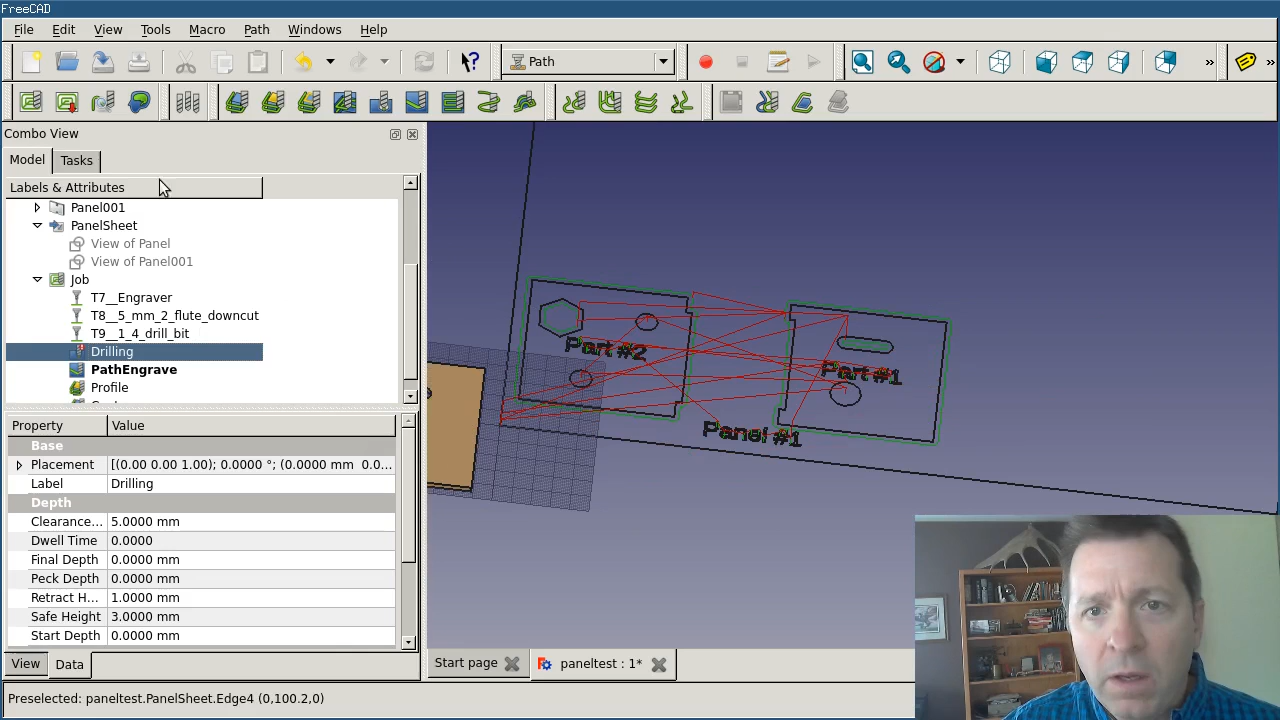 FreeCAD
File Edit View Tools Macro Path Windows Help
Path
»
»
Combo View
Model Tasks
Labels & Attributes
Panel001
PanelSheet
View of Panel
View of Panel001
Job
T7__Engraver
T8__5_mm_2_flute_downcut
T9__1_4_drill_bit
Drilling
PathEngrave
Profile
Property Value
Base
Placement [(0.00 0.00 1.00); 0.0000 °; (0.0000 mm 0.0...
Label Drilling
Depth
Clearance... 5.0000 mm
Dwell Time 0.0000
Final Depth 0.0000 mm
Peck Depth 0.0000 mm
Retract H... 1.0000 mm
Safe Height 3.0000 mm
Start Depth 0.0000 mm
View Data
Part #2
Part #1
Panel #1
Start page
paneltest : 1*
Preselected: paneltest.PanelSheet.Edge4 (0,100.2,0)